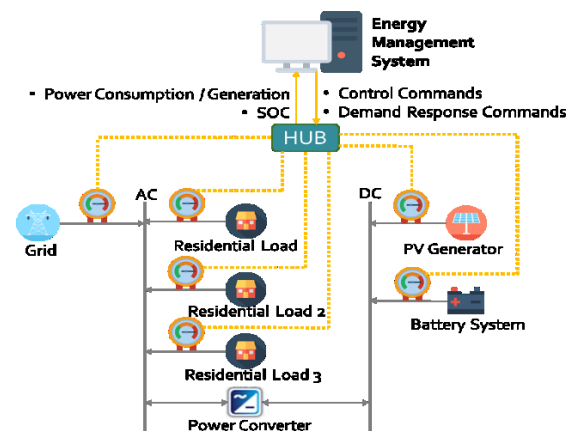 Energy
Management
System
- Power Consumption / Generation
• SOC
• Control Commands
• Demand Response Commands
HUB
AC
DC
Grid
Residential Load
PV Generator
Residential Load 2
Battery System
Residential Load 3
Power Converter